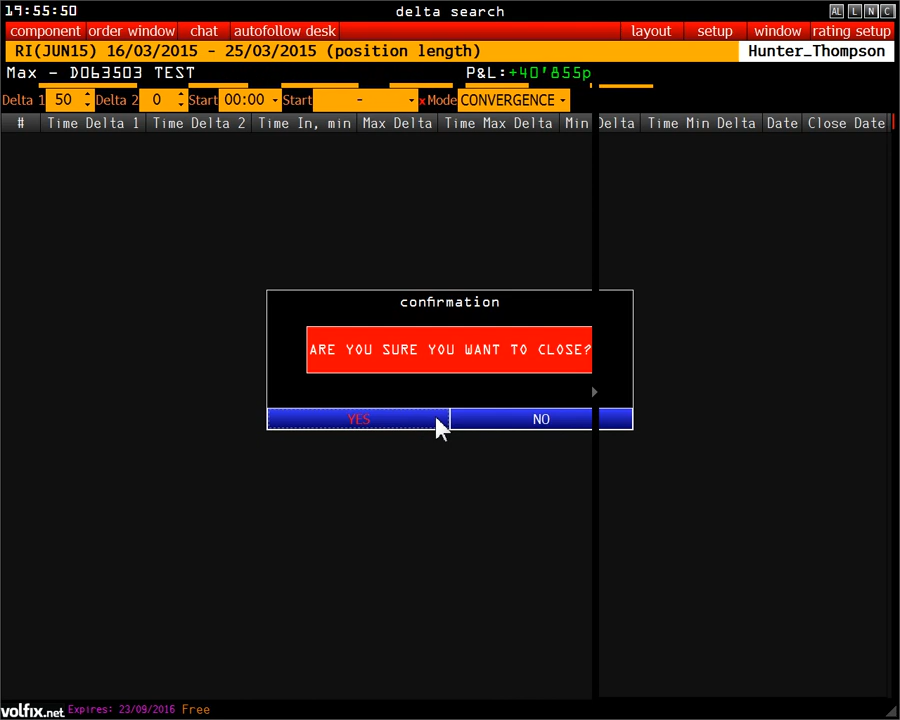 19:55:50 delta search AL L N C
component order window chat autofollow desk layout setup window rating setup
RI(JUN15) 16/03/2015 - 25/03/2015 (position length) Hunter_Thompson
Max - D063503 TEST P&L:+40'855p
Delta 1 50 Delta 2 0 Start 00:00 Start - x Mode CONVERGENCE
# Time Delta 1 Time Delta 2 Time In, min Max Delta Time Max Delta Min Delta Time Min Delta Date Close Date
confirmation
ARE YOU SURE YOU WANT TO CLOSE?
YES NO
volfix.net Expires: 23/09/2016 Free